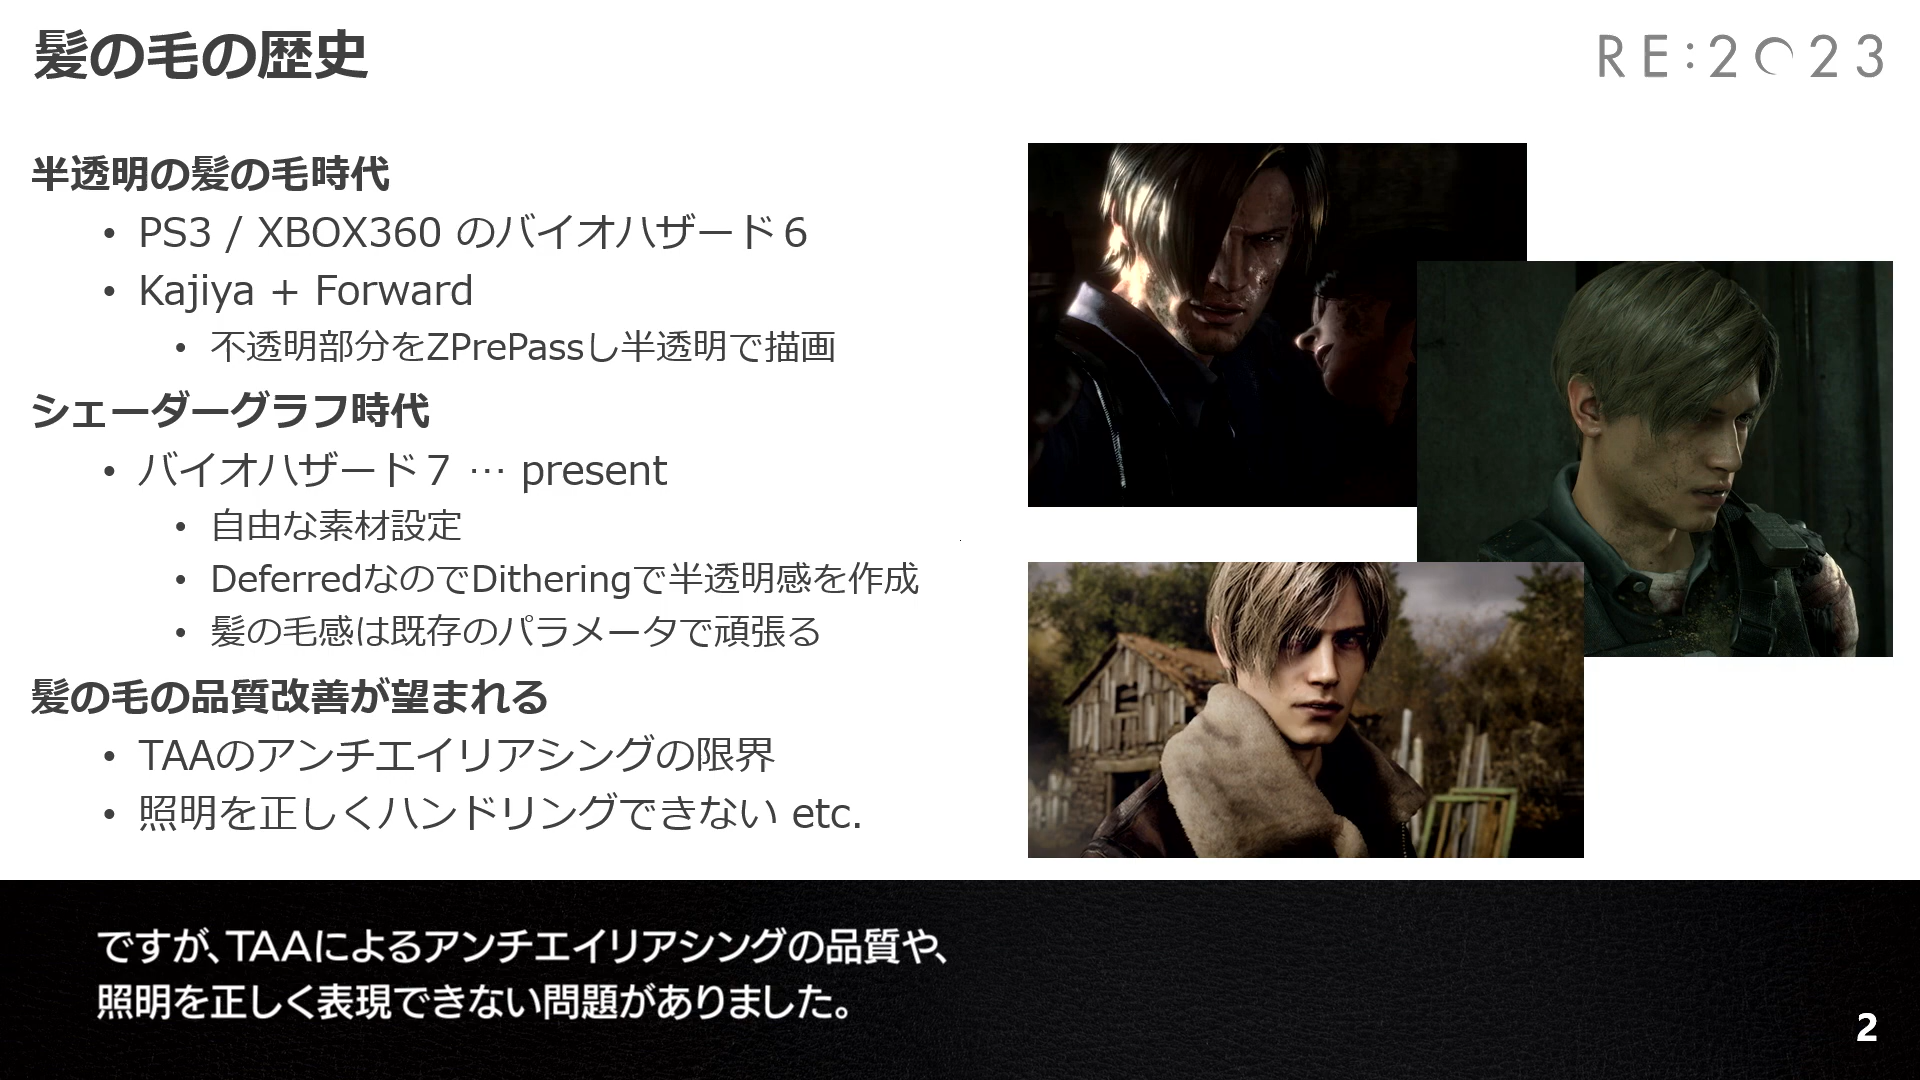 髪の毛の歴史
RE:2023
半透明の髪の毛時代
• PS3 / XBOX360 のバイオハザード６
• Kajiya + Forward
• 不透明部分をZPrePassし半透明で描画
シェーダーグラフ時代
• バイオハザード７ … present
• 自由な素材設定
• DeferredなのでDitheringで半透明感を作成
• 髪の毛感は既存のパラメータで頑張る
髪の毛の品質改善が望まれる
• TAAのアンチエイリアシングの限界
• 照明を正しくハンドリングできない etc.
ですが、TAAによるアンチエイリアシングの品質や、
照明を正しく表現できない問題がありました。
2